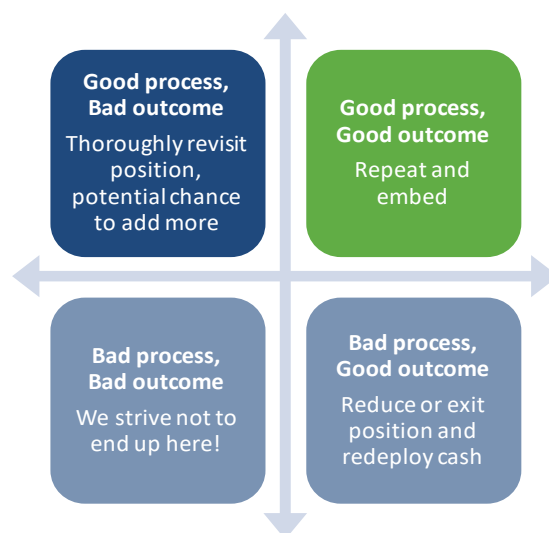 Good process,
Bad outcome
Thoroughly revisit
position,
potential chance
to add more
Good process,
Good outcome
Repeat and
embed
Bad process,
Bad outcome
We strive not to
end up here!
Bad process,
Good outcome
Reduce or exit
position and
redeploy cash